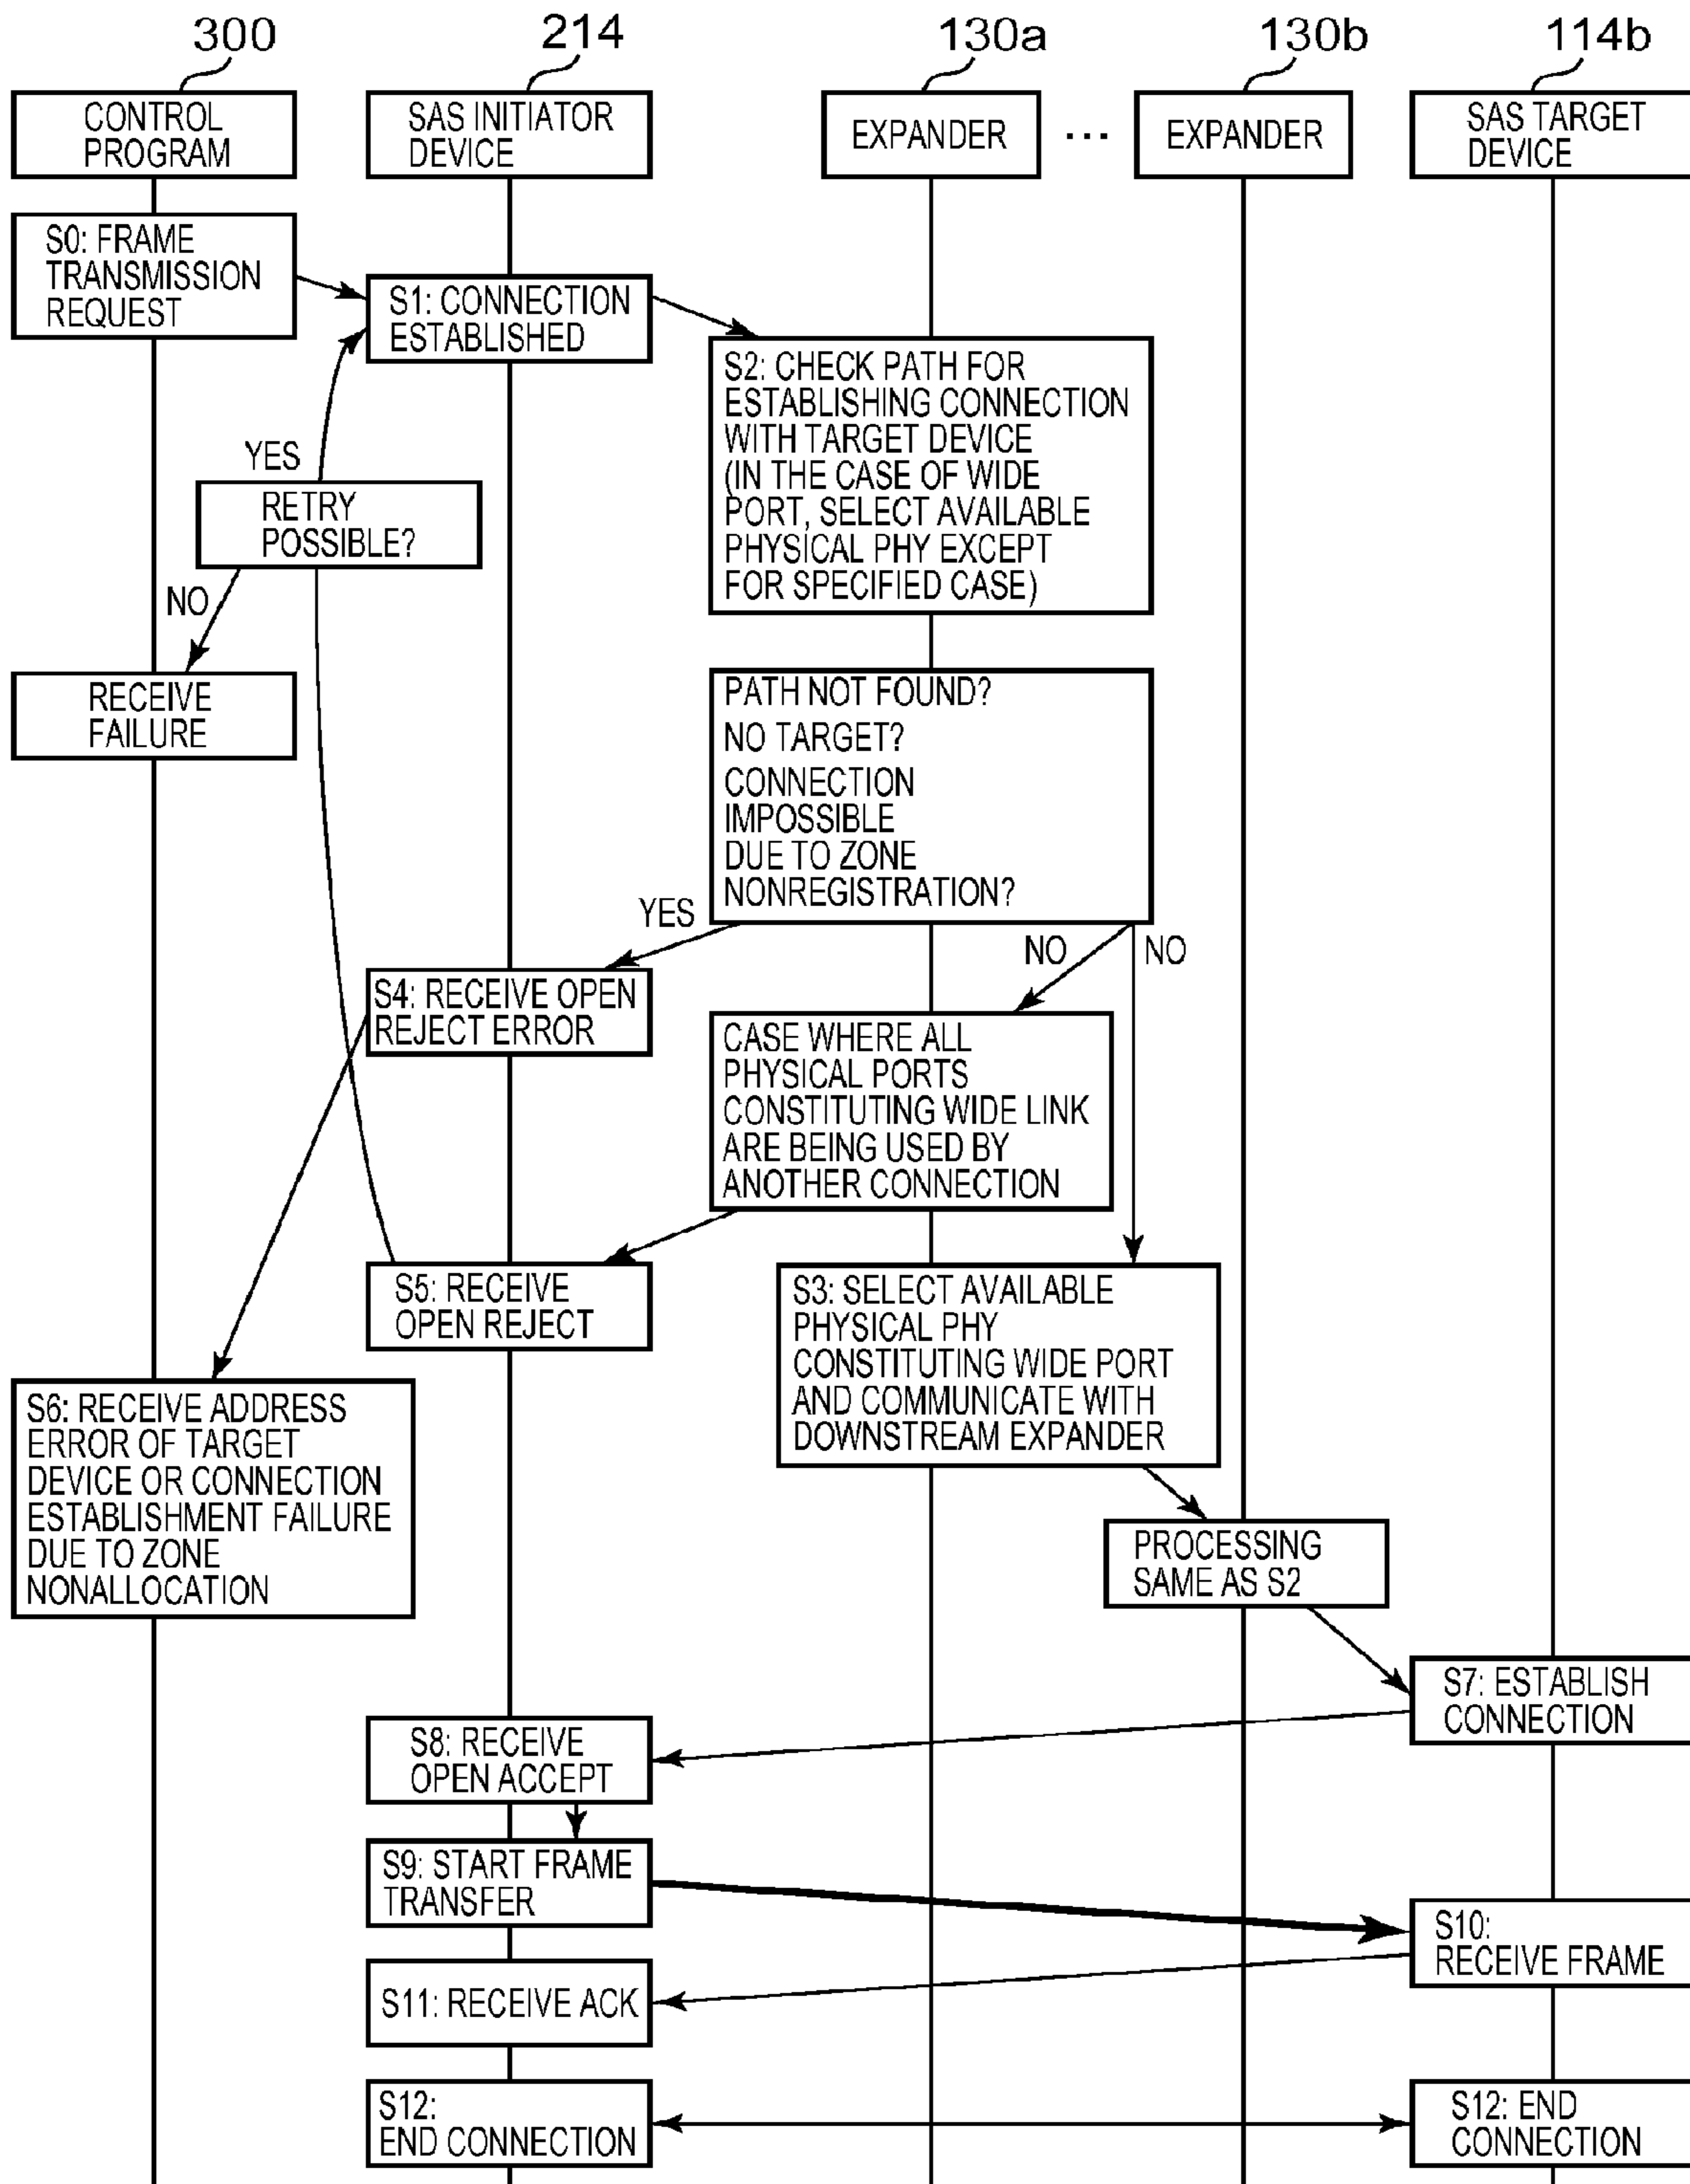 300
214
130a
130b
114b
CONTROL
PROGRAM
SAS INITIATOR
DEVICE
EXPANDER
...
EXPANDER
SAS TARGET
DEVICE
S0: FRAME
TRANSMISSION
REQUEST
S1: CONNECTION
ESTABLISHED
S2: CHECK PATH FOR
ESTABLISHING CONNECTION
WITH TARGET DEVICE
(IN THE CASE OF WIDE
PORT, SELECT AVAILABLE
PHYSICAL PHY EXCEPT
FOR SPECIFIED CASE)
YES
RETRY
POSSIBLE?
NO
RECEIVE
FAILURE
PATH NOT FOUND?
NO TARGET?
CONNECTION
IMPOSSIBLE
DUE TO ZONE
NONREGISTRATION?
YES
NO
NO
S4: RECEIVE OPEN
REJECT ERROR
CASE WHERE ALL
PHYSICAL PORTS
CONSTITUTING WIDE LINK
ARE BEING USED BY
ANOTHER CONNECTION
S5: RECEIVE
OPEN REJECT
S3: SELECT AVAILABLE
PHYSICAL PHY
CONSTITUTING WIDE PORT
AND COMMUNICATE WITH
DOWNSTREAM EXPANDER
S6: RECEIVE ADDRESS
ERROR OF TARGET
DEVICE OR CONNECTION
ESTABLISHMENT FAILURE
DUE TO ZONE
NONALLOCATION
PROCESSING
SAME AS S2
S7: ESTABLISH
CONNECTION
S8: RECEIVE
OPEN ACCEPT
S9: START FRAME
TRANSFER
S10:
RECEIVE FRAME
S11: RECEIVE ACK
S12:
END CONNECTION
S12: END
CONNECTION